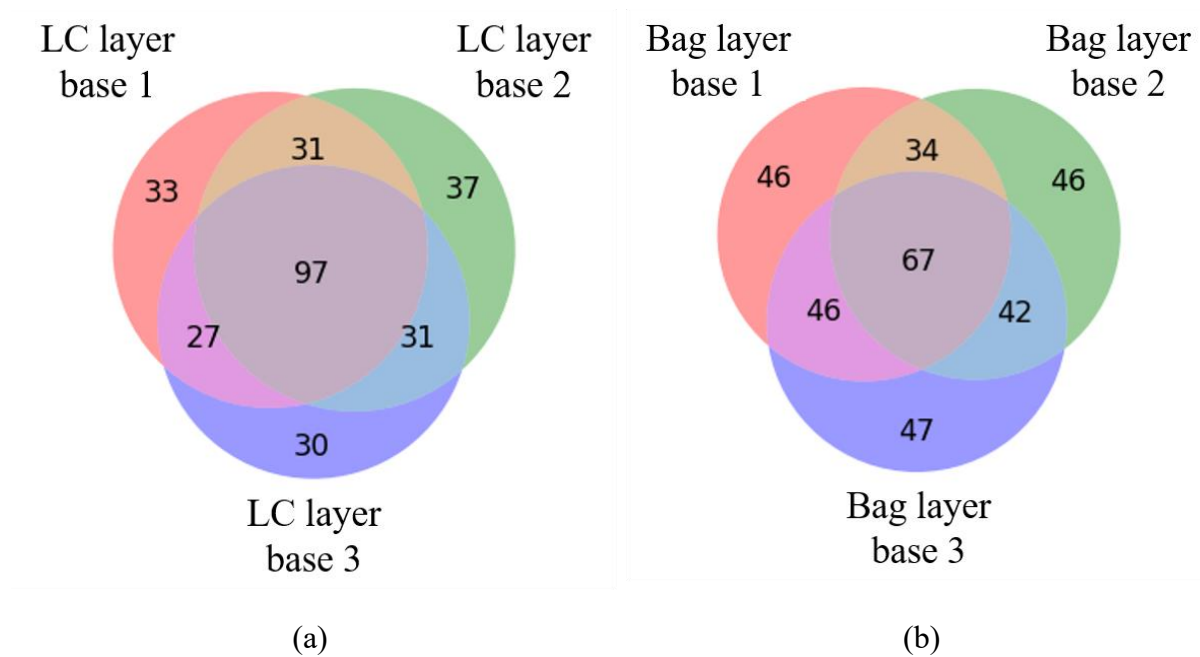 LC layer
base 1
LC layer
base 2
31
33
37
97
27
31
30
LC layer
base 3
(a)
Bag layer
base 1
Bag layer
base 2
34
46
46
67
46
42
47
Bag layer
base 3
(b)